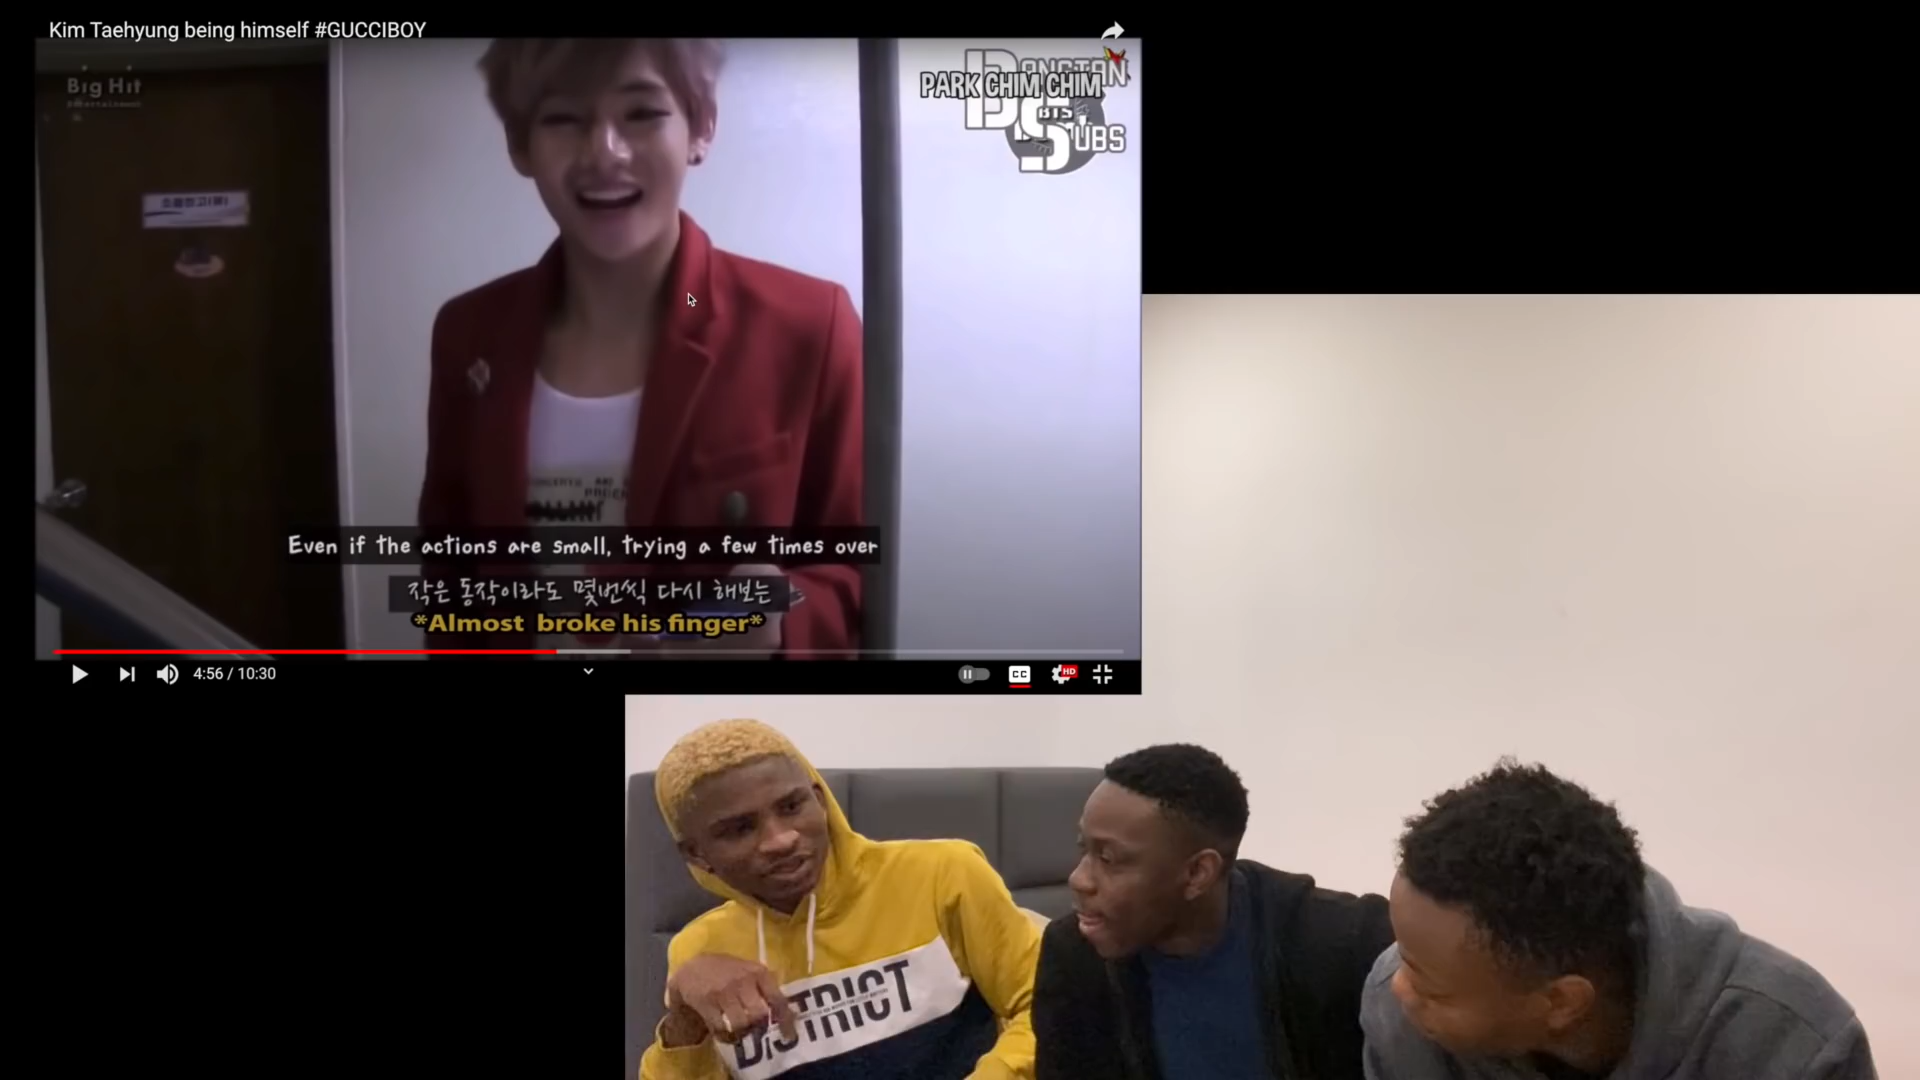 Kim Taehyung being himself #GUCCIBOY
Big Hit
BANGTAN
PARK CHIM CHIM
BTS
SUBS
Even if the actions are small, trying a few times over
작은 동작이라도 몇번씩 다시 해보는
*Almost broke his finger*
4:56 / 10:30
CC
HD
DISTRICT